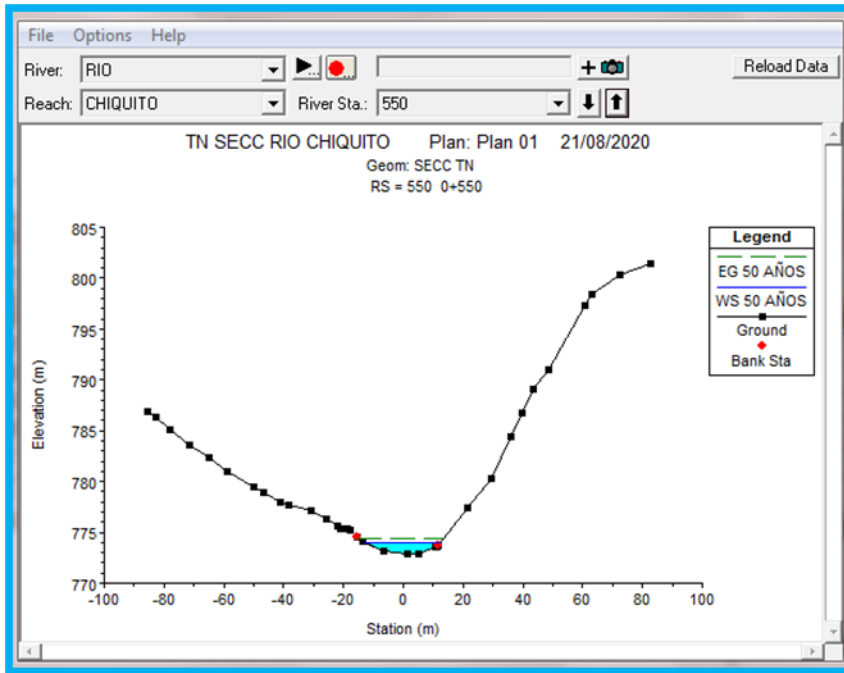 File Options Help
River: RIO Reload Data
Reach: CHIQUITO River Sta.: 550
TN SECC RIO CHIQUITO Plan: Plan 01 21/08/2020
Geom: SECC TN
RS = 550 0+550
805
800
795
790
785
780
775
770
Elevation (m)
-100 -80 -60 -40 -20 0 20 40 60 80 100
Station (m)
Legend
EG 50 AÑOS
WS 50 AÑOS
Ground
Bank Sta